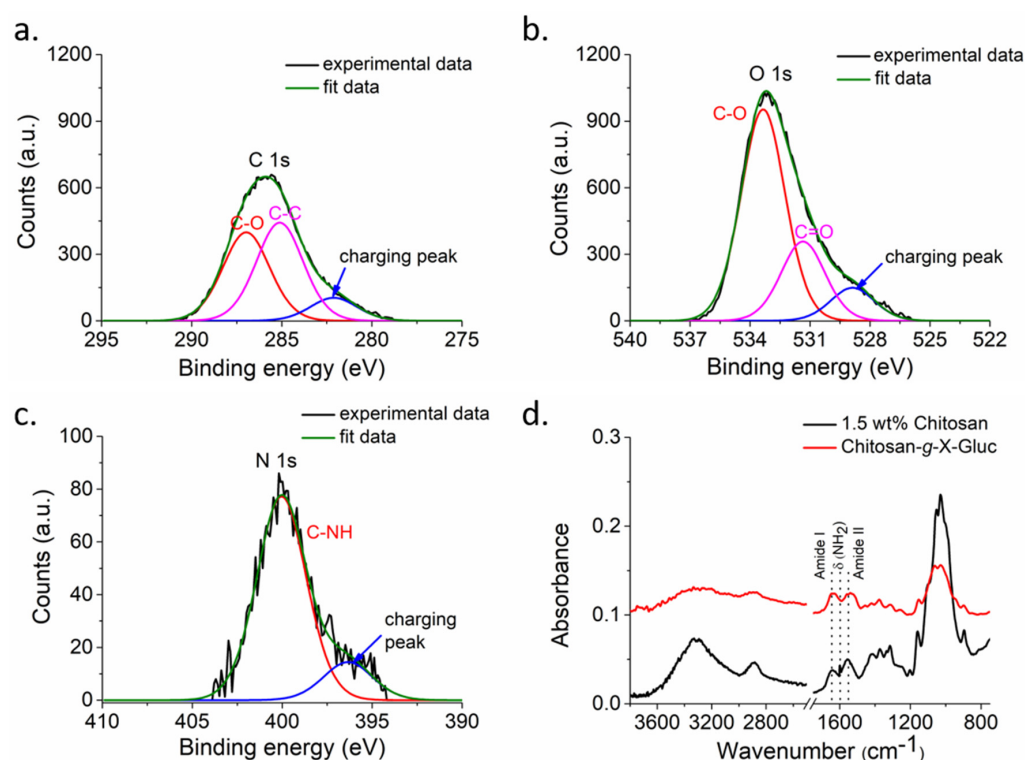 a.
1200
900
600
300
0
Counts (a.u.)
experimental data
fit data
C 1s
C-O
C-C
charging peak
295 290 285 280 275
Binding energy (eV)
b.
1200
900
600
300
0
Counts (a.u.)
experimental data
fit data
O 1s
C-O
C=O
charging peak
540 537 534 531 528 525 522
Binding energy (eV)
c.
100
80
60
40
20
0
Counts (a.u.)
experimental data
fit data
N 1s
C-NH
charging
peak
410 405 400 395 390
Binding energy (eV)
d.
0.3
0.2
0.1
0.0
Absorbance
1.5 wt% Chitosan
Chitosan-g-X-Gluc
Amide I
δ (NH2)
Amide II
3600 3200 2800 1600 1200 800
Wavenumber (cm-1)